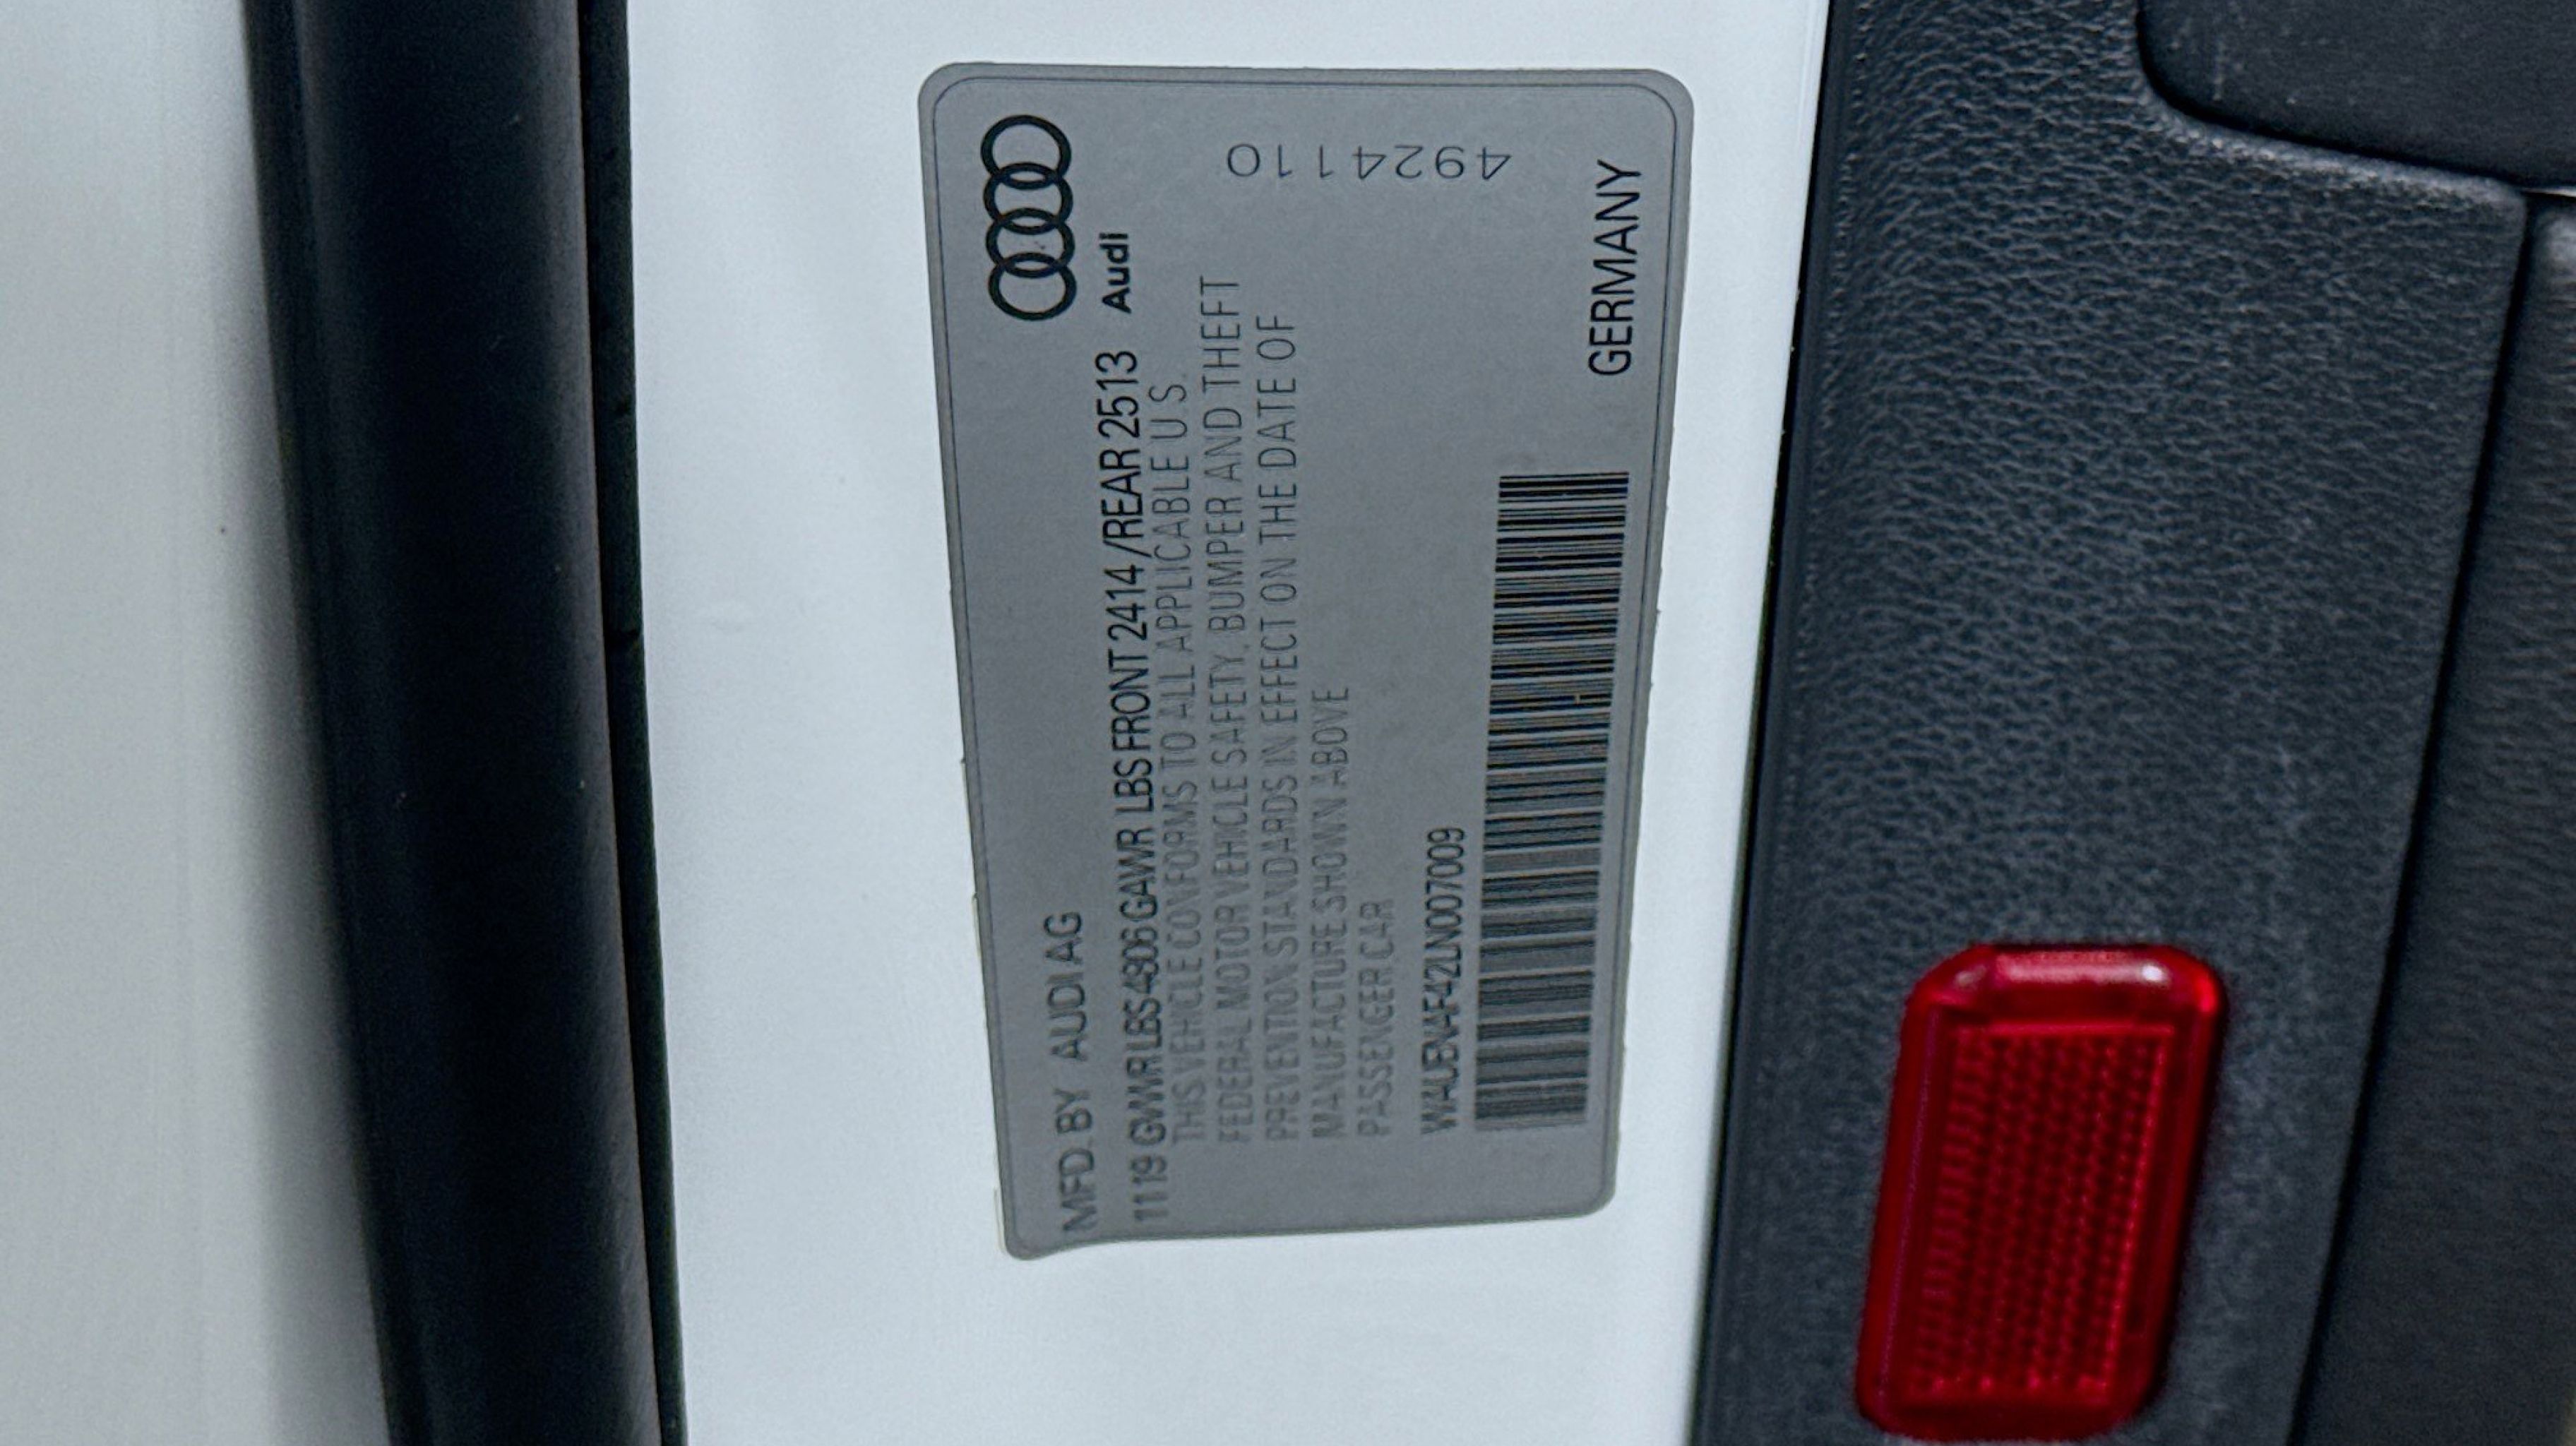 MFD. BY AUDI AG
1119 GVWR LBS 4806 GAWR LBS FRONT 2414 /REAR 2513
Audi
THIS VEHICLE CONFORMS TO ALL APPLICABLE U S.
FEDERAL MOTOR VEHICLE SAFETY, BUMPER AND THEFT
PREVENTION STANDARDS IN EFFECT ON THE DATE OF
MANUFACTURE SHOWN ABOVE
PASSENGER CAR
4924110
WAUENAF42LN007009
GERMANY